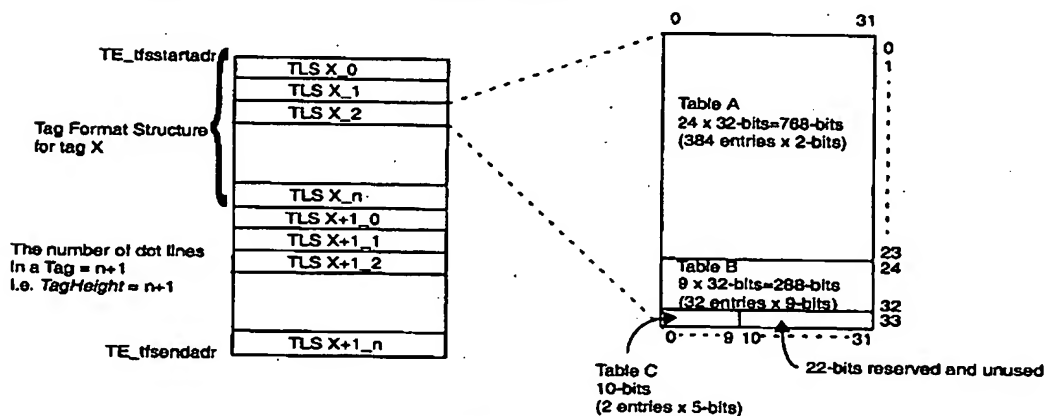 TE_tfsstartadr
TLS X_0
TLS X_1
TLS X_2
Tag Format Structure
for tag X
TLS X_n
TLS X+1_0
TLS X+1_1
TLS X+1_2
The number of dot lines
in a Tag = n+1
i.e. TagHeight = n+1
TLS X+1_n
TE_tfsendadr
0 31
0
1
Table A
24 x 32-bits=768-bits
(384 entries x 2-bits)
23
24
Table B
9 x 32-bits=288-bits
(32 entries x 9-bits)
32
33
0 9 10 31
Table C
10-bits
(2 entries x 5-bits)
22-bits reserved and unused